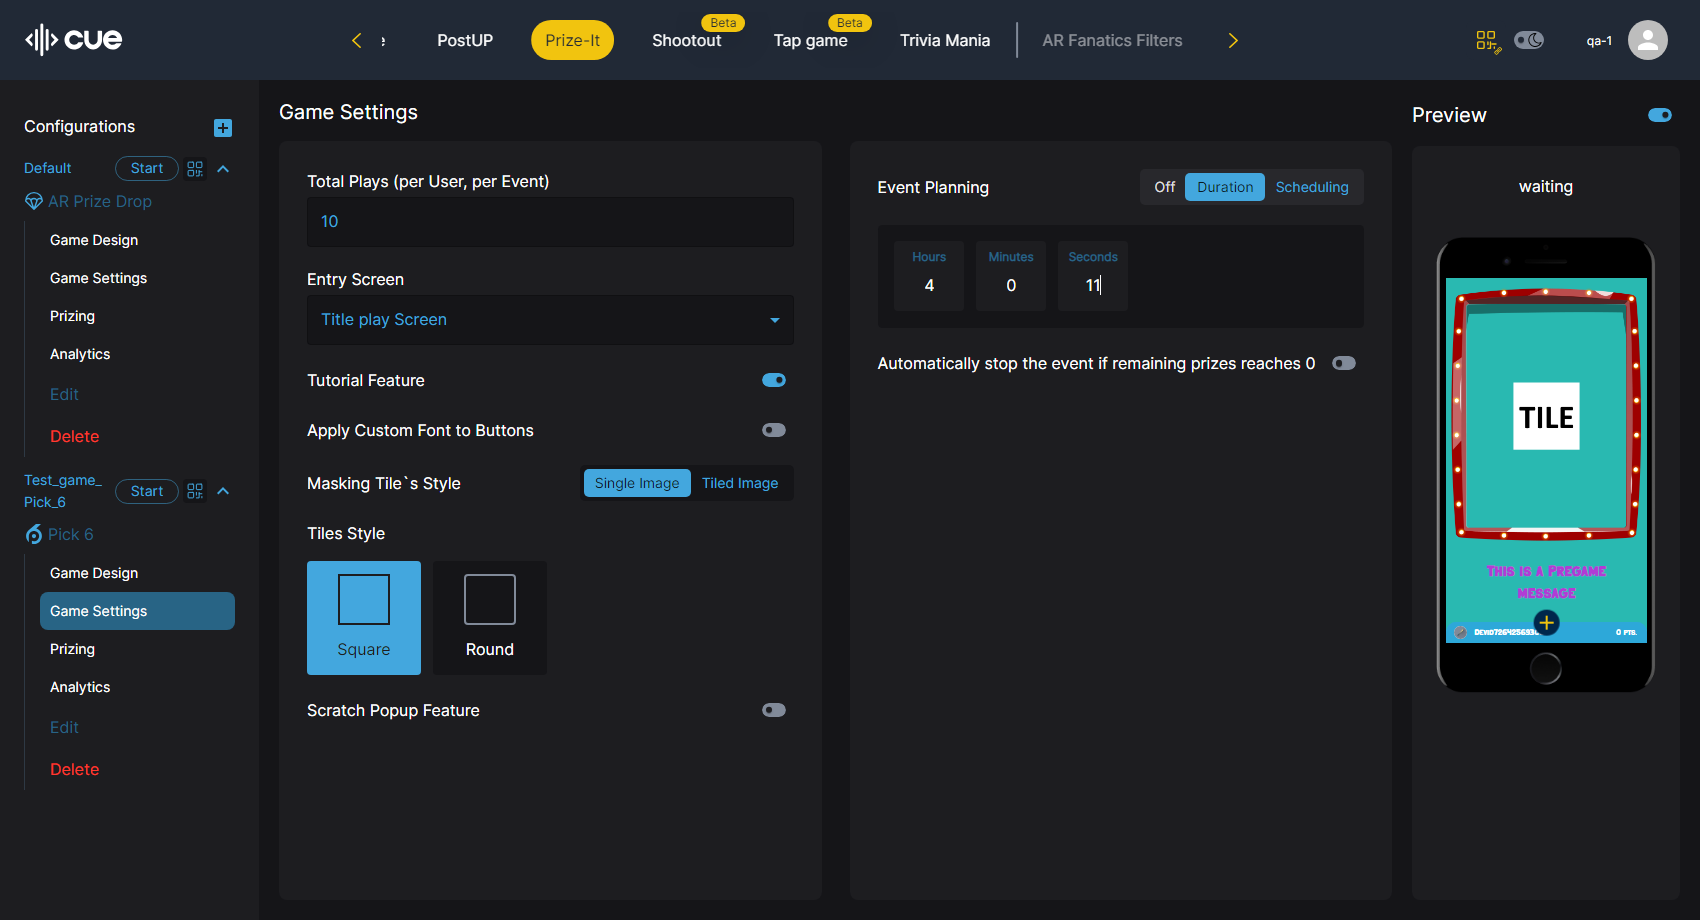 cue
PostUP
Prize-It
Shootout
Beta
Tap game
Beta
Trivia Mania
AR Fanatics Filters
qa-1
Configurations
Default
Start
AR Prize Drop
Game Design
Game Settings
Prizing
Analytics
Edit
Delete
Test_game_
Pick_6
Start
Pick 6
Game Design
Game Settings
Prizing
Analytics
Edit
Delete
Game Settings
Total Plays (per User, per Event)
10
Entry Screen
Title play Screen
Tutorial Feature
Apply Custom Font to Buttons
Masking Tile`s Style
Single Image
Tiled Image
Tiles Style
Square
Round
Scratch Popup Feature
Event Planning
Off
Duration
Scheduling
Hours
4
Minutes
0
Seconds
11
Automatically stop the event if remaining prizes reaches 0
Preview
waiting
TILE
THIS IS A PREGAME
MESSAGE
0 PTS.